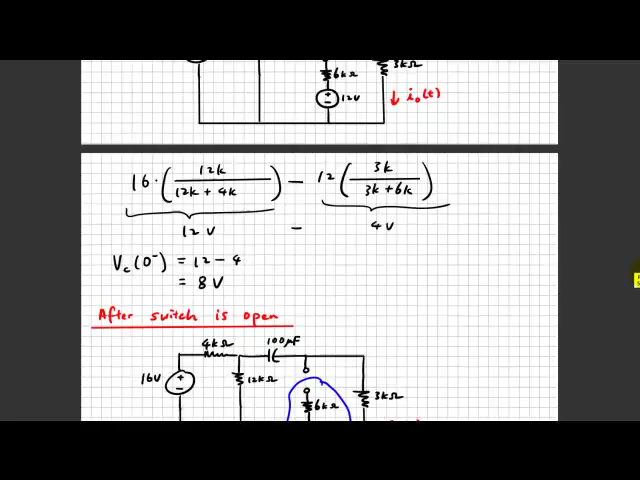 3kΩ
6kΩ
12V
↓ i₀(t)
16·(12k / (12k + 4k)) − 12(3k / (3k + 6k))
12 V − 4V
Vc(0⁻) = 12 − 4
= 8V
After switch is open
4kΩ 100μF
16V + − 12kΩ 6kΩ 3kΩ